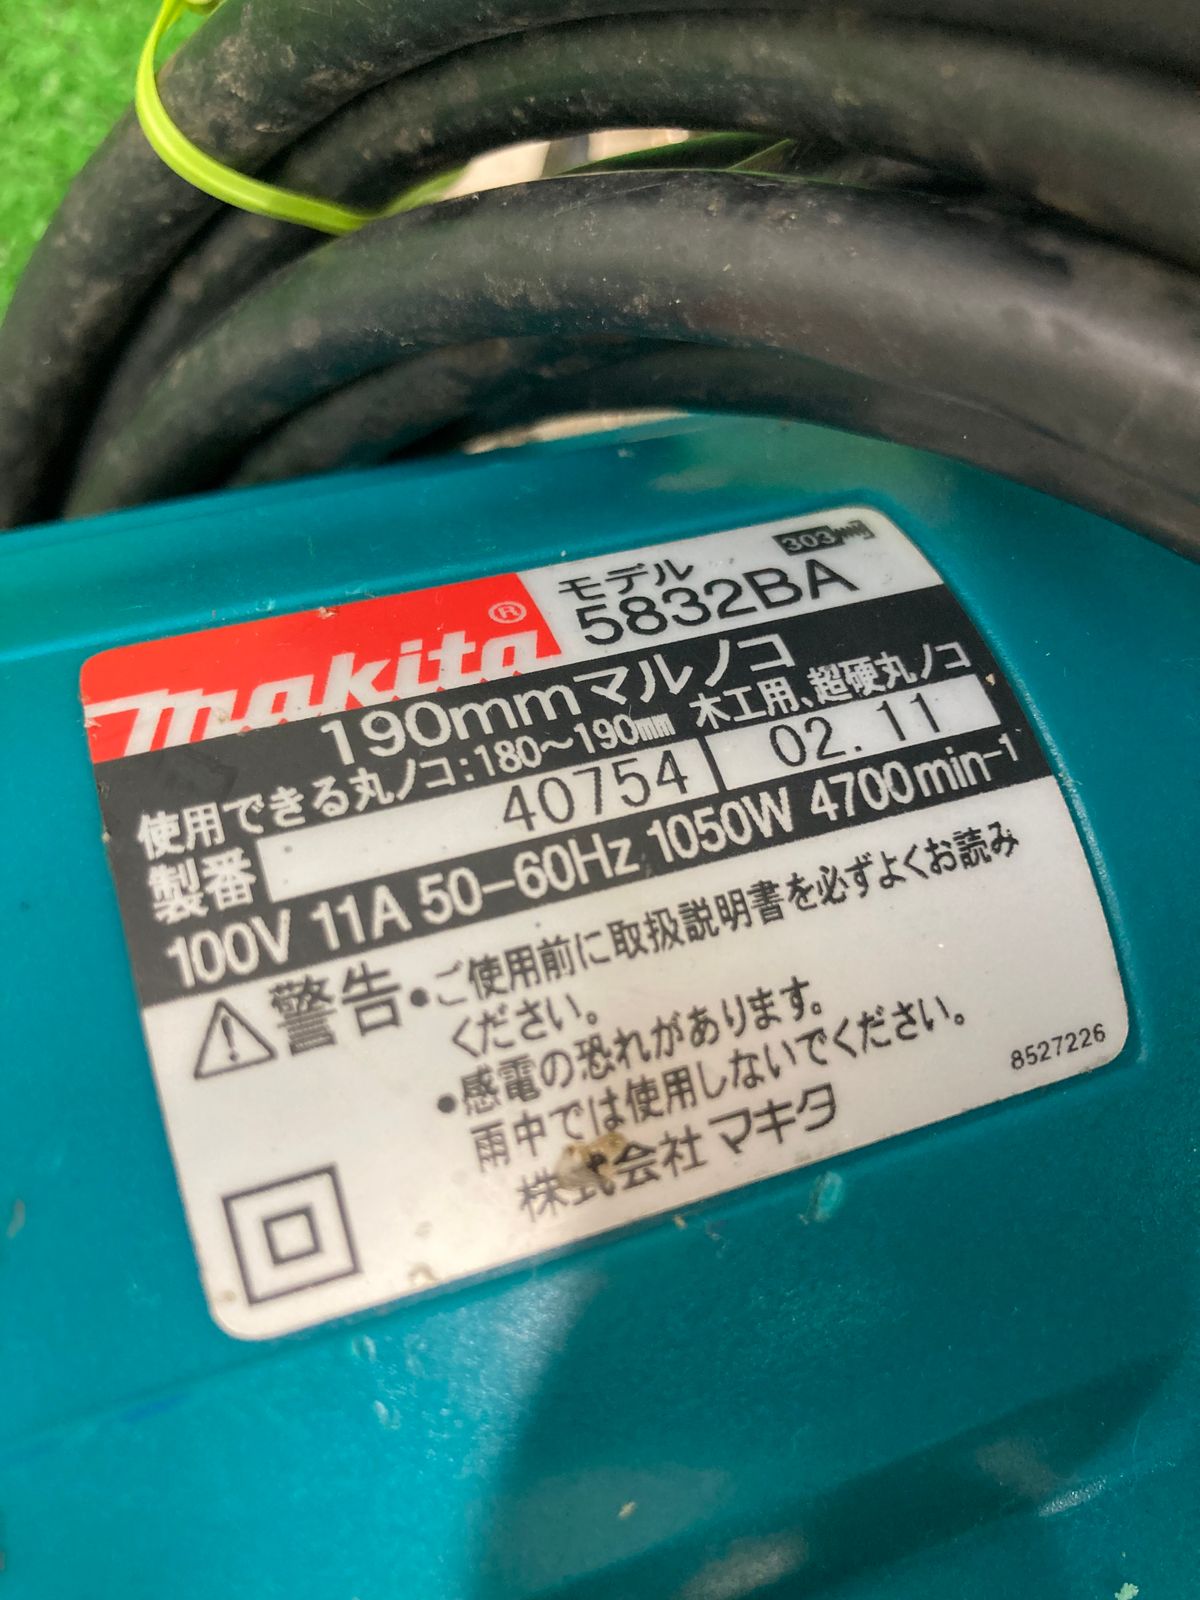 303
モデル
makita® 5832BA
190mmマルノコ
使用できる丸ノコ:180～190mm 木工用、超硬丸ノコ
製番 40754 02.11
100V 11A 50-60Hz 1050W 4700min-1
警告 •ご使用前に取扱説明書を必ずよくお読み
ください。
•感電の恐れがあります。
雨中では使用しないでください。
株式会社 マキタ
8527226